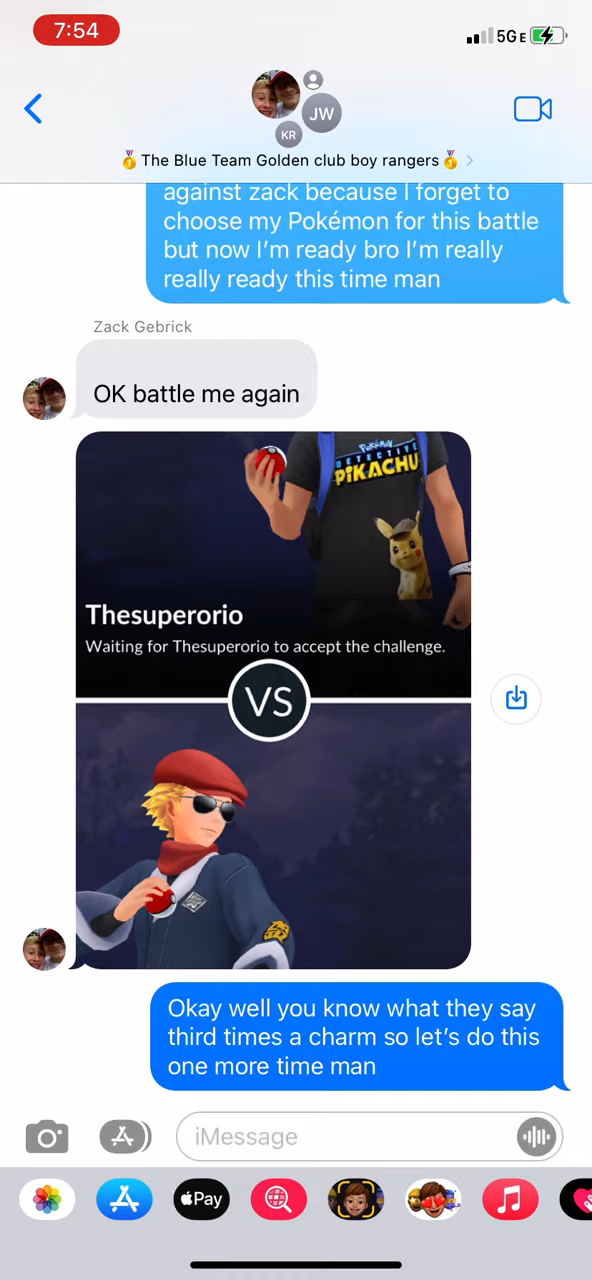 7:54
5GE
JW
KR
🥇The Blue Team Golden club boy rangers🥇
against zack because I forget to
choose my Pokémon for this battle
but now I'm ready bro I'm really
really ready this time man
Zack Gebrick
OK battle me again
POKéMON
DETECTIVE
PIKACHU
Thesuperorio
Waiting for Thesuperorio to accept the challenge.
VS
Okay well you know what they say
third times a charm so let's do this
one more time man
iMessage
Pay